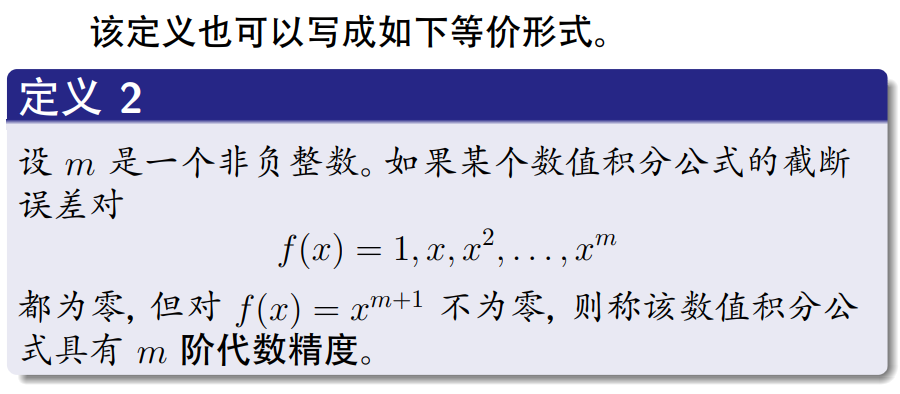 该定义也可以写成如下等价形式。
定义 2
设 m 是一个非负整数。如果某个数值积分公式的截断
误差对
f(x) = 1, x, x², . . . , xᵐ
都为零, 但对 f(x) = xᵐ⁺¹ 不为零, 则称该数值积分公
式具有 m 阶代数精度。